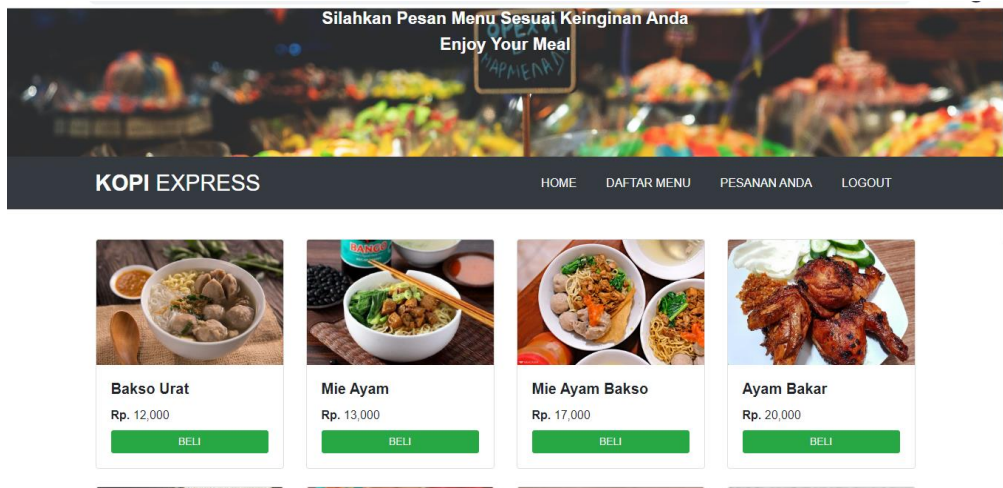 Silahkan Pesan Menu Sesuai Keinginan Anda
Enjoy Your Meal
KOPI EXPRESS
HOME DAFTAR MENU PESANAN ANDA LOGOUT
BANGO
Bakso Urat
Rp. 12,000
BELI
Mie Ayam
Rp. 13,000
BELI
Mie Ayam Bakso
Rp. 17,000
BELI
Ayam Bakar
Rp. 20,000
BELI